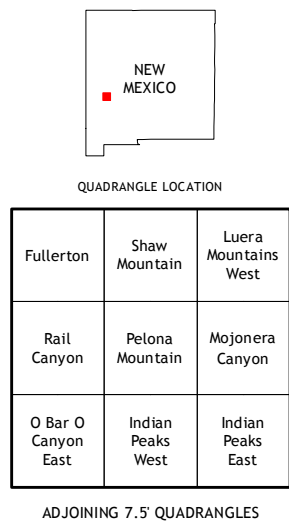 NEW
MEXICO
QUADRANGLE LOCATION
Fullerton
Shaw
Mountain
Luera
Mountains
West
Rail
Canyon
Pelona
Mountain
Mojonera
Canyon
O Bar O
Canyon
East
Indian
Peaks
West
Indian
Peaks
East
ADJOINING 7.5' QUADRANGLES